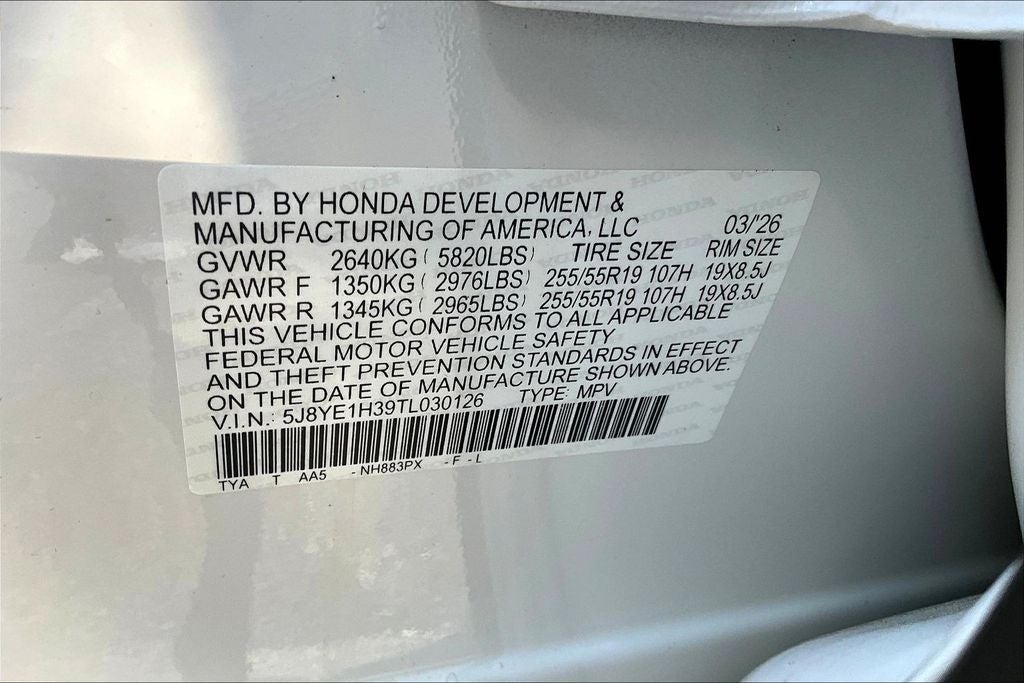 MFD. BY HONDA DEVELOPMENT &
MANUFACTURING OF AMERICA, LLC 03/'26
GVWR 2640KG ( 5820LBS) TIRE SIZE RIM SIZE
GAWR F 1350KG ( 2976LBS) 255/55R19 107H 19X8.5J
GAWR R 1345KG ( 2965LBS) 255/55R19 107H 19X8.5J
THIS VEHICLE CONFORMS TO ALL APPLICABLE
FEDERAL MOTOR VEHICLE SAFETY
AND THEFT PREVENTION STANDARDS IN EFFECT
ON THE DATE OF MANUFACTURE SHOWN ABOVE.
V.I.N.: 5J8YE1H39TL030126 TYPE: MPV
TYA T AA5 -NH883PX -F-L